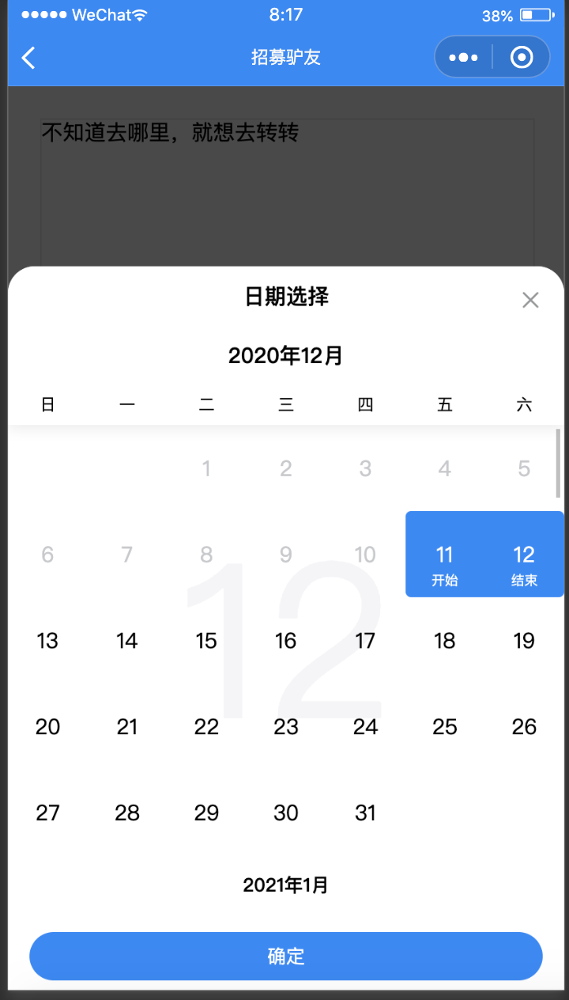 WeChat 8:17 38%
招募驴友
不知道去哪里，就想去转转
日期选择
2020年12月
日 一 二 三 四 五 六
1 2 3 4 5
6 7 8 9 10 11 12
开始 结束
12
13 14 15 16 17 18 19
20 21 22 23 24 25 26
27 28 29 30 31
2021年1月
确定